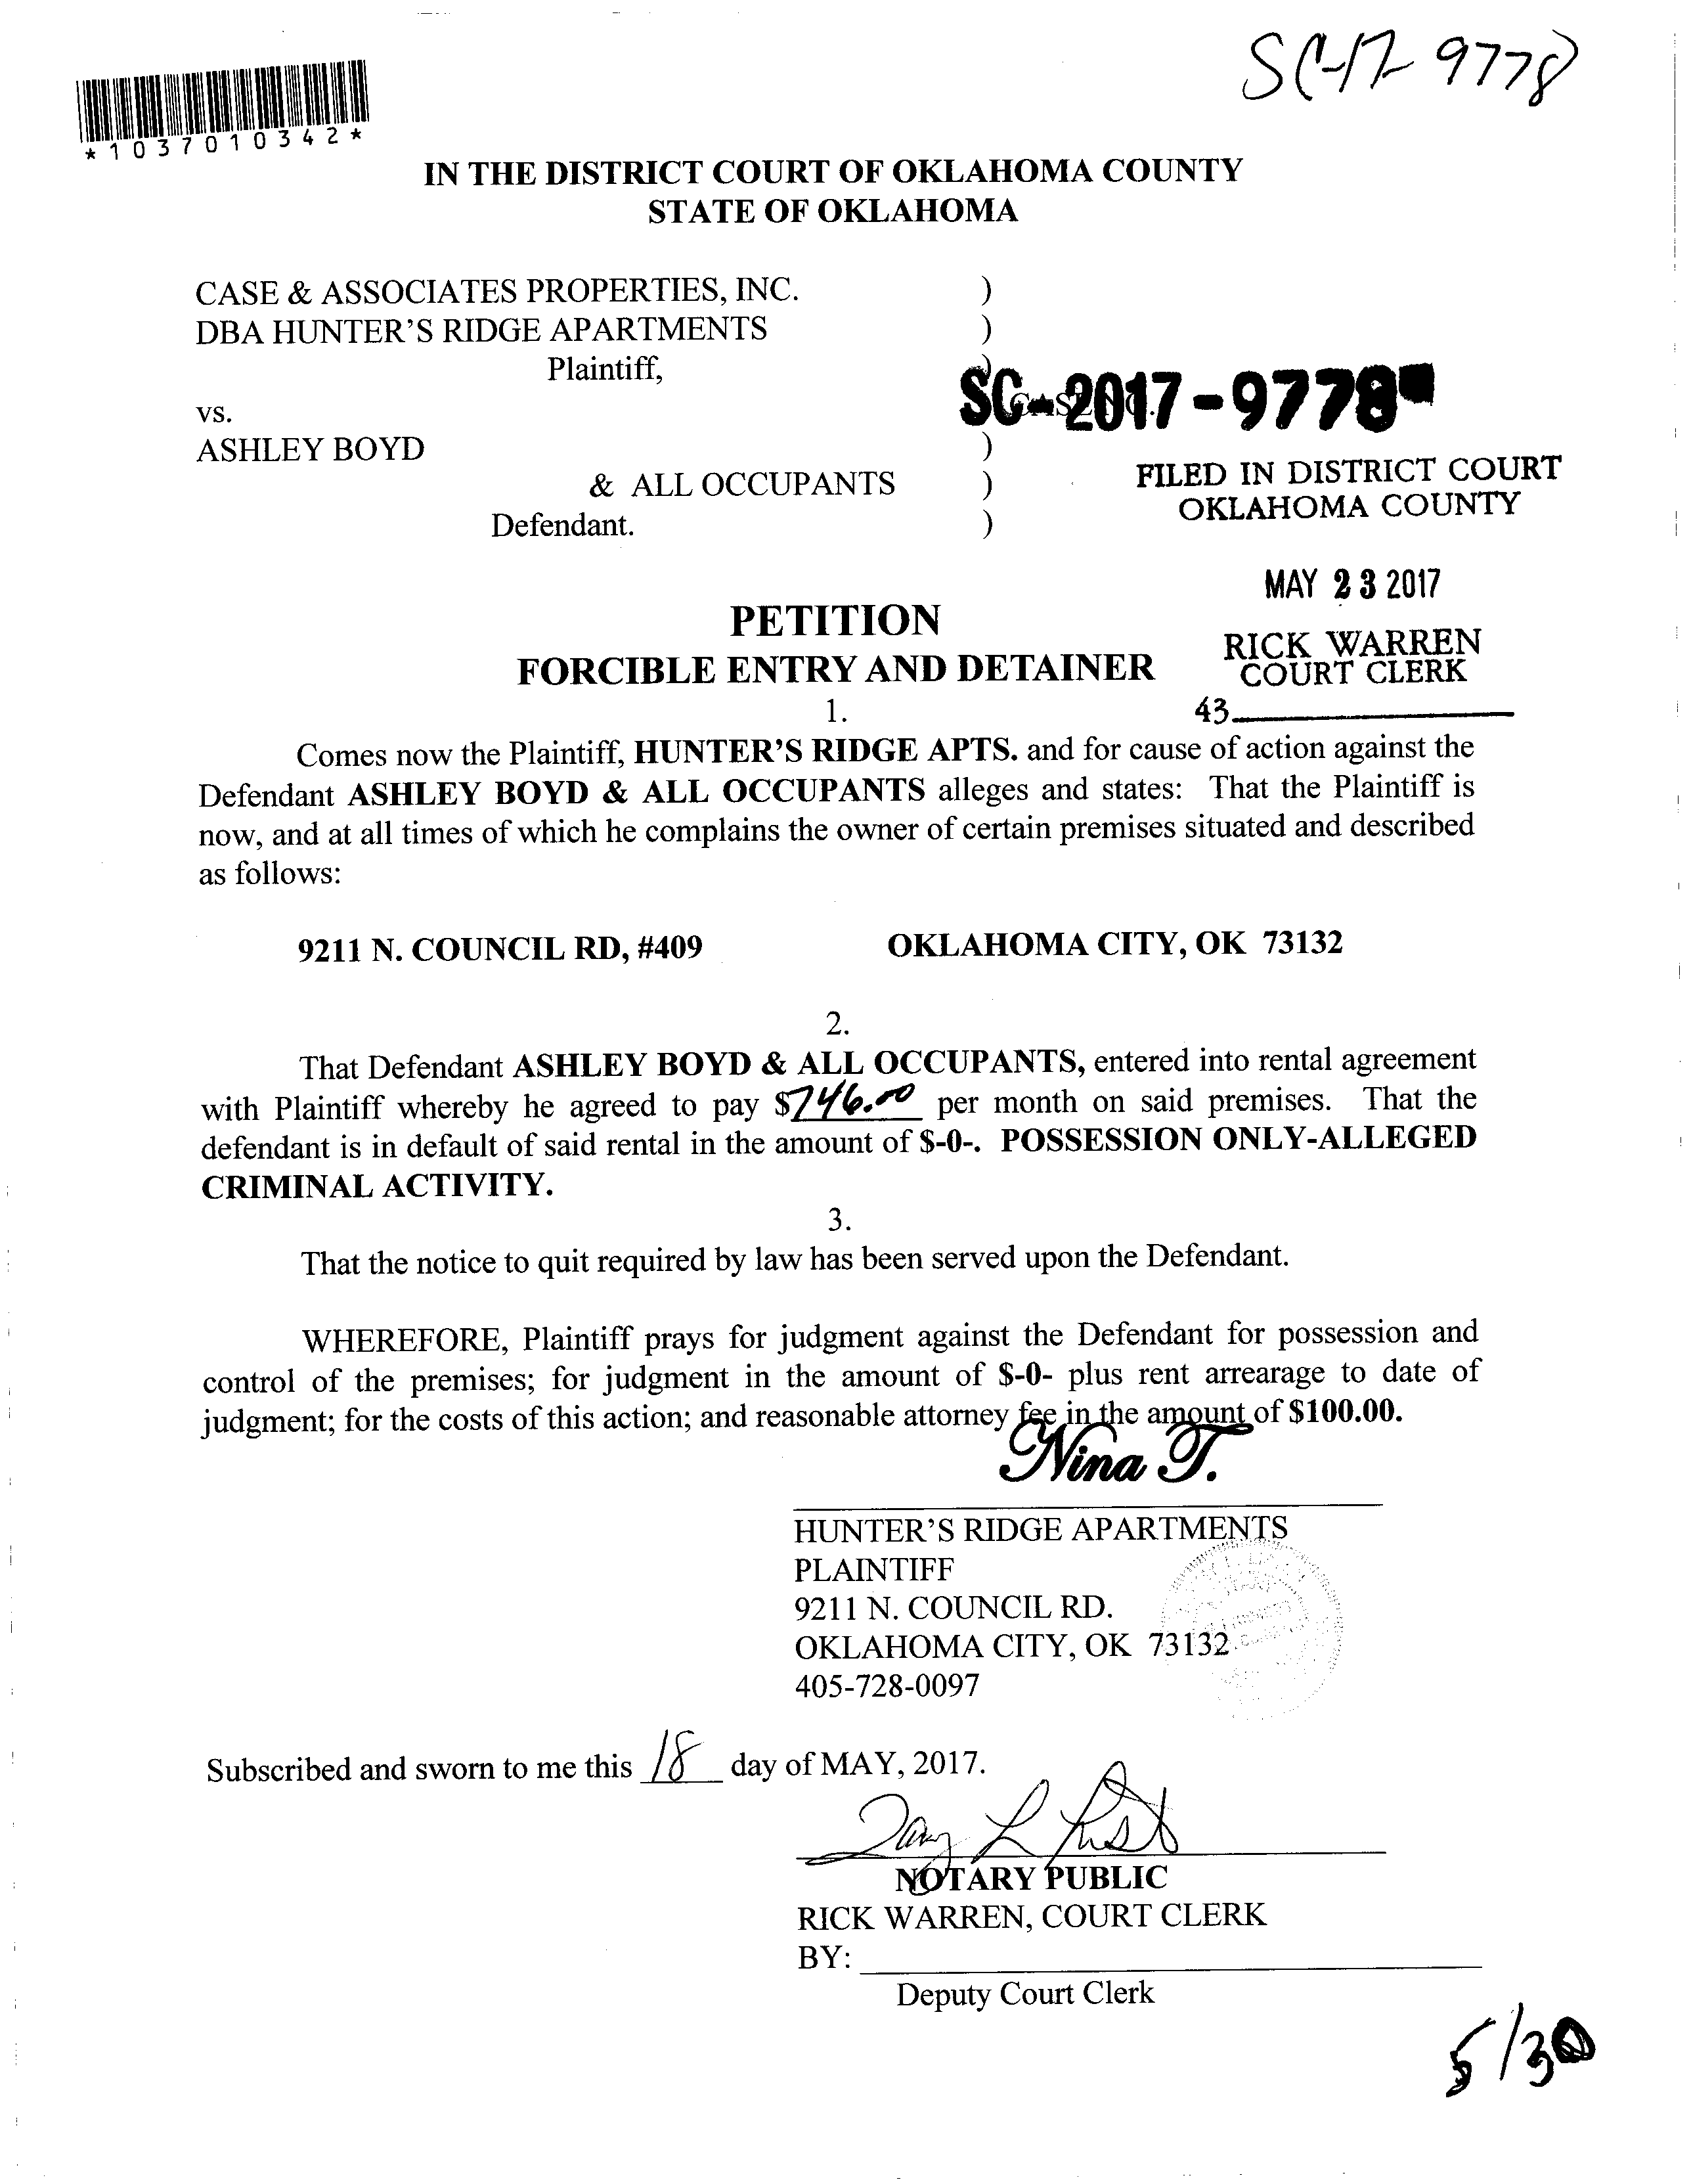 SC-17-9778
*1037010342*
IN THE DISTRICT COURT OF OKLAHOMA COUNTY
STATE OF OKLAHOMA
CASE & ASSOCIATES PROPERTIES, INC. )
DBA HUNTER'S RIDGE APARTMENTS )
Plaintiff, )
SC-2017-9778
vs.
ASHLEY BOYD )
& ALL OCCUPANTS )
Defendant. )
FILED IN DISTRICT COURT
OKLAHOMA COUNTY
MAY 23 2017
RICK WARREN
COURT CLERK
43
PETITION
FORCIBLE ENTRY AND DETAINER
1.
Comes now the Plaintiff, HUNTER'S RIDGE APTS. and for cause of action against the
Defendant ASHLEY BOYD & ALL OCCUPANTS alleges and states: That the Plaintiff is
now, and at all times of which he complains the owner of certain premises situated and described
as follows:
9211 N. COUNCIL RD, #409 OKLAHOMA CITY, OK 73132
2.
That Defendant ASHLEY BOYD & ALL OCCUPANTS, entered into rental agreement
with Plaintiff whereby he agreed to pay $746.00 per month on said premises. That the
defendant is in default of said rental in the amount of $-0-. POSSESSION ONLY-ALLEGED
CRIMINAL ACTIVITY.
3.
That the notice to quit required by law has been served upon the Defendant.
WHEREFORE, Plaintiff prays for judgment against the Defendant for possession and
control of the premises; for judgment in the amount of $-0- plus rent arrearage to date of
judgment; for the costs of this action; and reasonable attorney fee in the amount of $100.00.
Nina T.
HUNTER'S RIDGE APARTMENTS
PLAINTIFF
9211 N. COUNCIL RD.
OKLAHOMA CITY, OK 73132
405-728-0097
Subscribed and sworn to me this 18 day of MAY, 2017.
NOTARY PUBLIC
RICK WARREN, COURT CLERK
BY:
Deputy Court Clerk
5/30